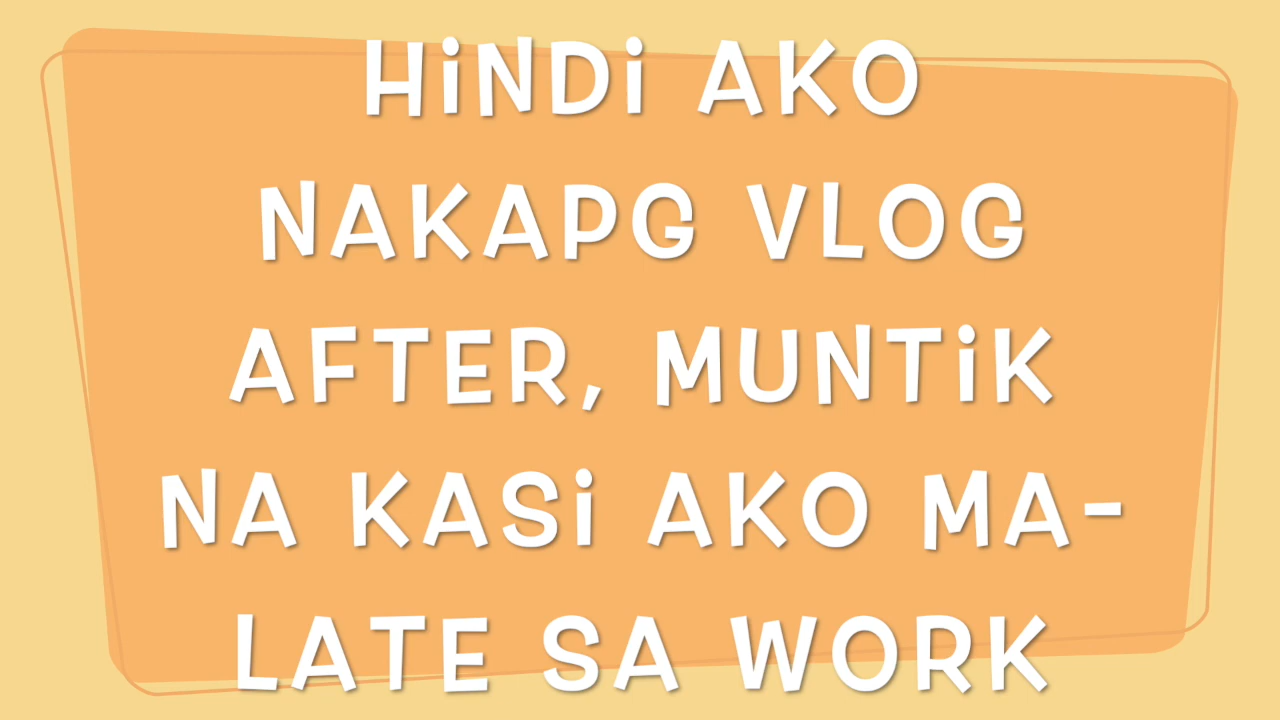 HiNDi AKO
NAKAPG VLOG
AFTER, MUNTiK
NA KASi AKO MA-
LATE SA WORK